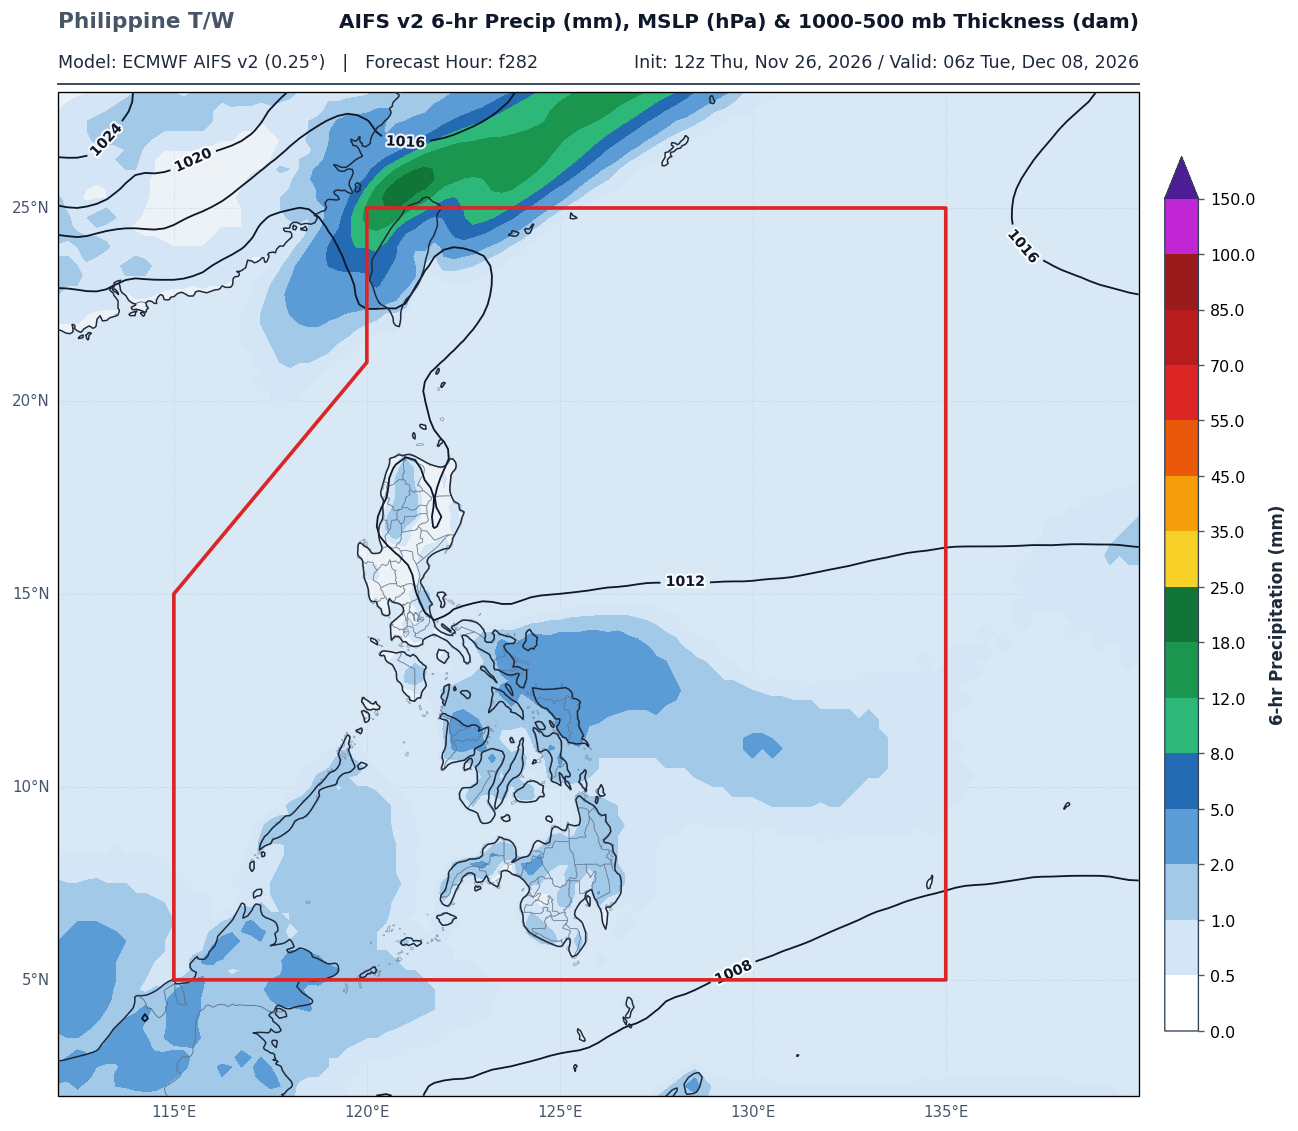 Philippine T/W
AIFS v2 6-hr Precip (mm), MSLP (hPa) & 1000-500 mb Thickness (dam)
Model: ECMWF AIFS v2 (0.25°) | Forecast Hour: f282
Init: 12z Thu, Nov 26, 2026 / Valid: 06z Tue, Dec 08, 2026
1024
1020
1016
1016
1012
1008
25°N
20°N
15°N
10°N
5°N
115°E
120°E
125°E
130°E
135°E
150.0
100.0
85.0
70.0
55.0
45.0
35.0
25.0
18.0
12.0
8.0
5.0
2.0
1.0
0.5
0.0
6-hr Precipitation (mm)